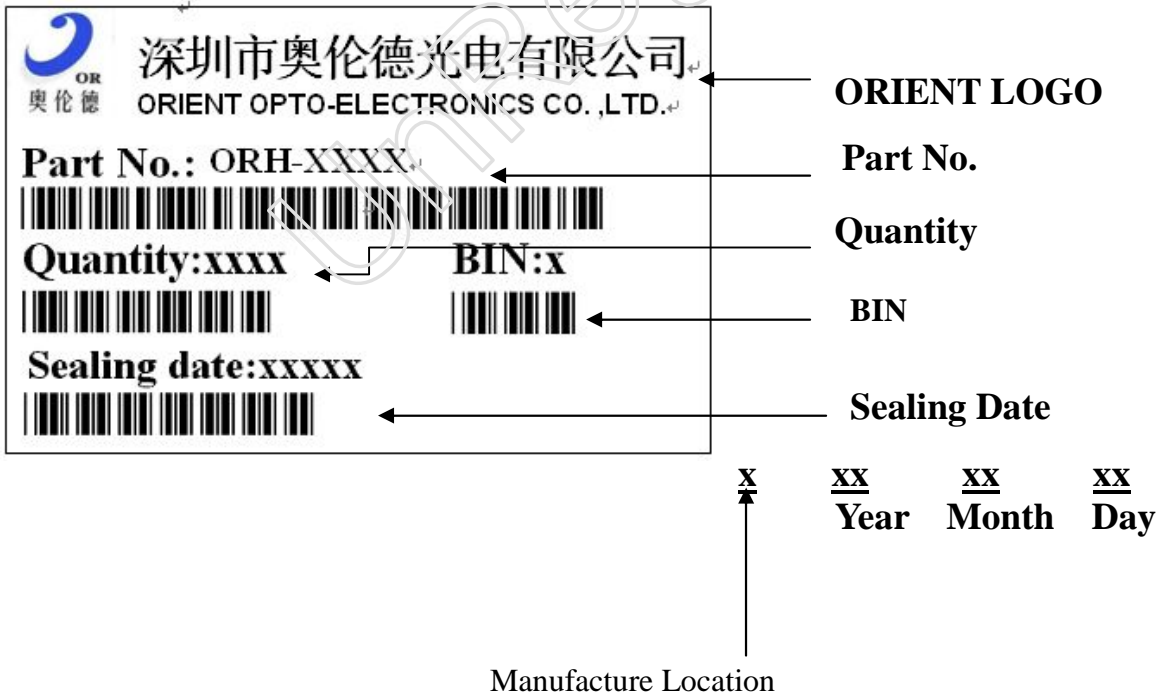 OR
奥伦德
深圳市奥伦德光电有限公司
ORIENT OPTO-ELECTRONICS CO. ,LTD.
ORIENT LOGO
Part No.: ORH-XXXX
Part No.
Quantity:xxxx
BIN:x
Quantity
BIN
Sealing date:xxxxx
Sealing Date
x xx xx xx
Year Month Day
Manufacture Location